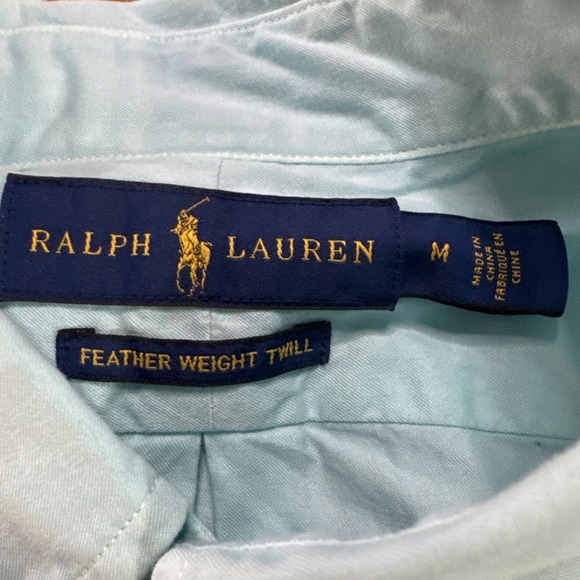 RALPH LAUREN
M
MADE IN
CHINA
FABRIQUÉ EN
CHINE
FEATHER WEIGHT TWILL